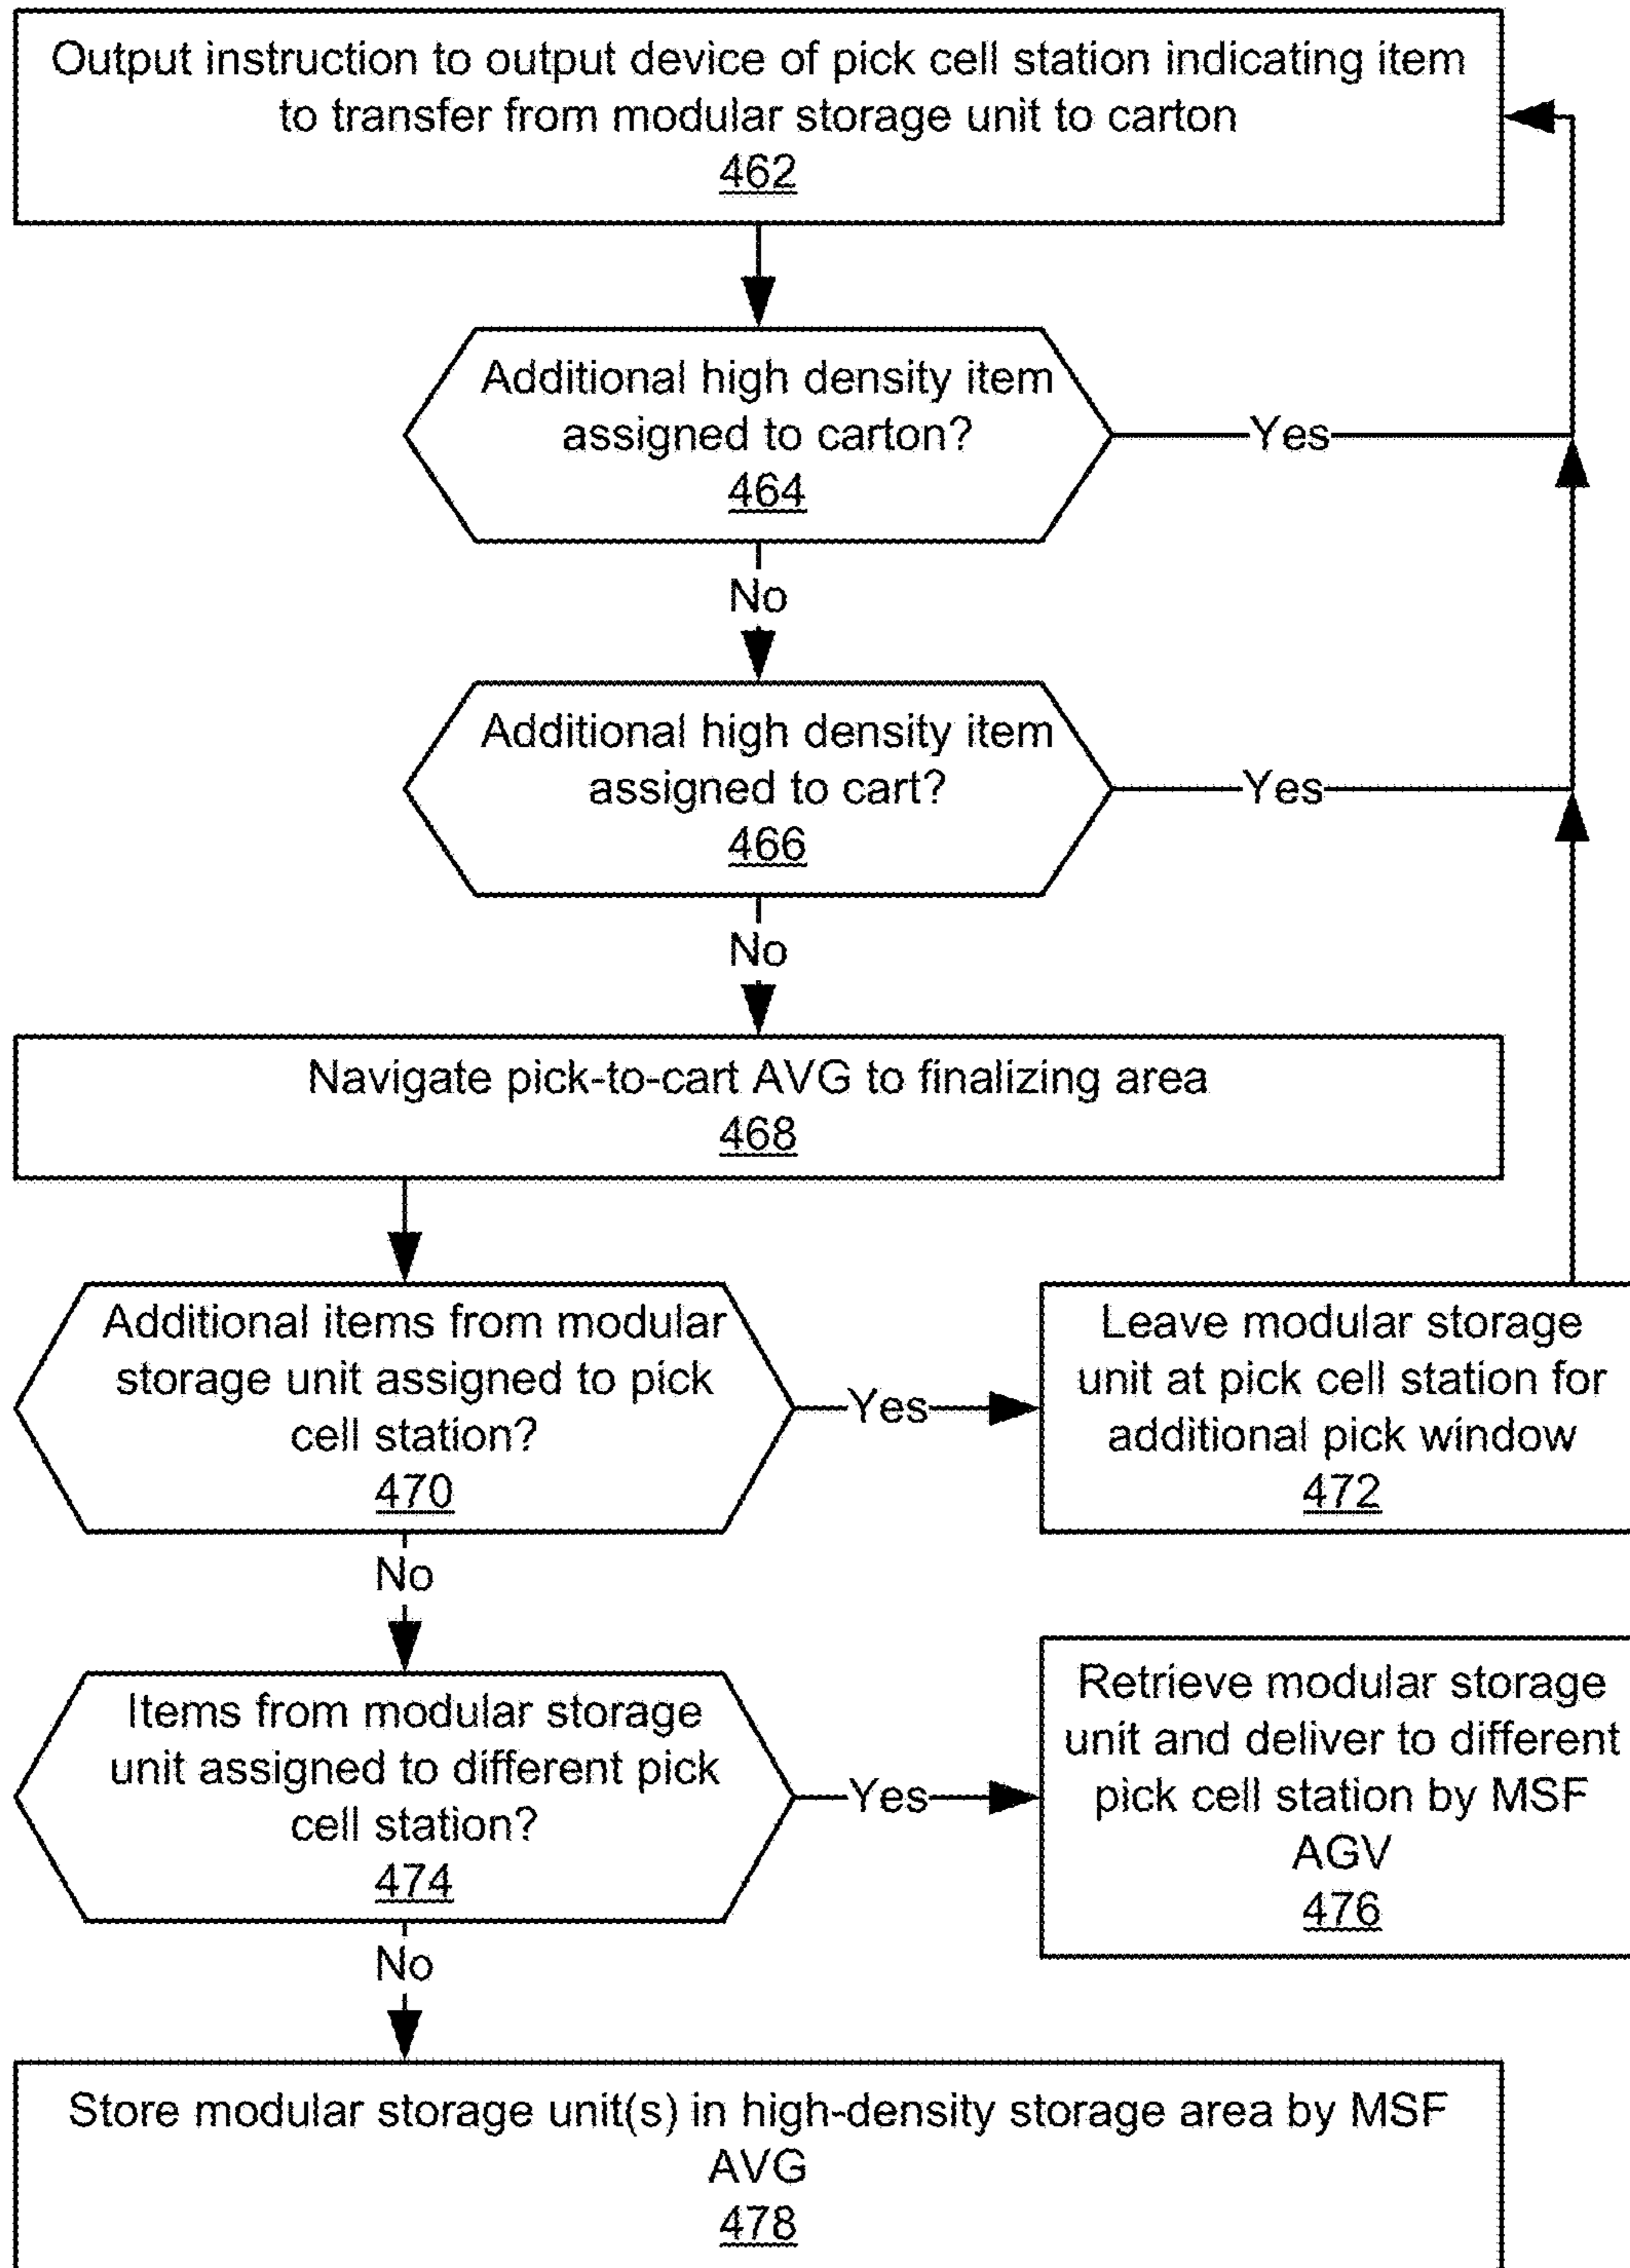 Output instruction to output device of pick cell station indicating item
to transfer from modular storage unit to carton
462
Additional high density item
assigned to carton?
464
Yes
No
Additional high density item
assigned to cart?
466
Yes
No
Navigate pick-to-cart AVG to finalizing area
468
Additional items from modular
storage unit assigned to pick
cell station?
470
Yes
Leave modular storage
unit at pick cell station for
additional pick window
472
No
Items from modular storage
unit assigned to different pick
cell station?
474
Yes
Retrieve modular storage
unit and deliver to different
pick cell station by MSF
AGV
476
No
Store modular storage unit(s) in high-density storage area by MSF
AVG
478